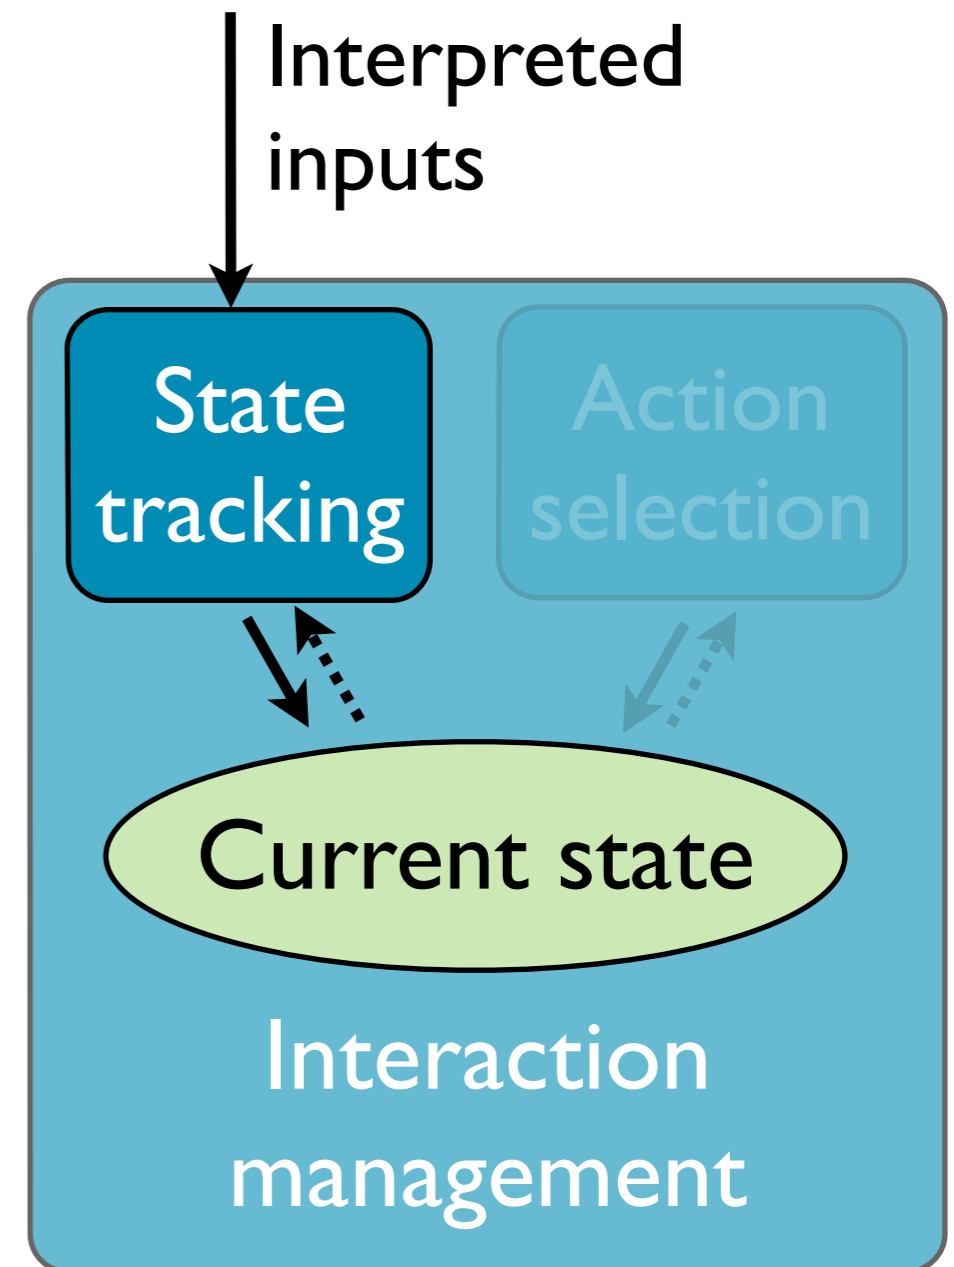 Interpreted
inputs
State
tracking
Action
selection
Current state
Interaction
management